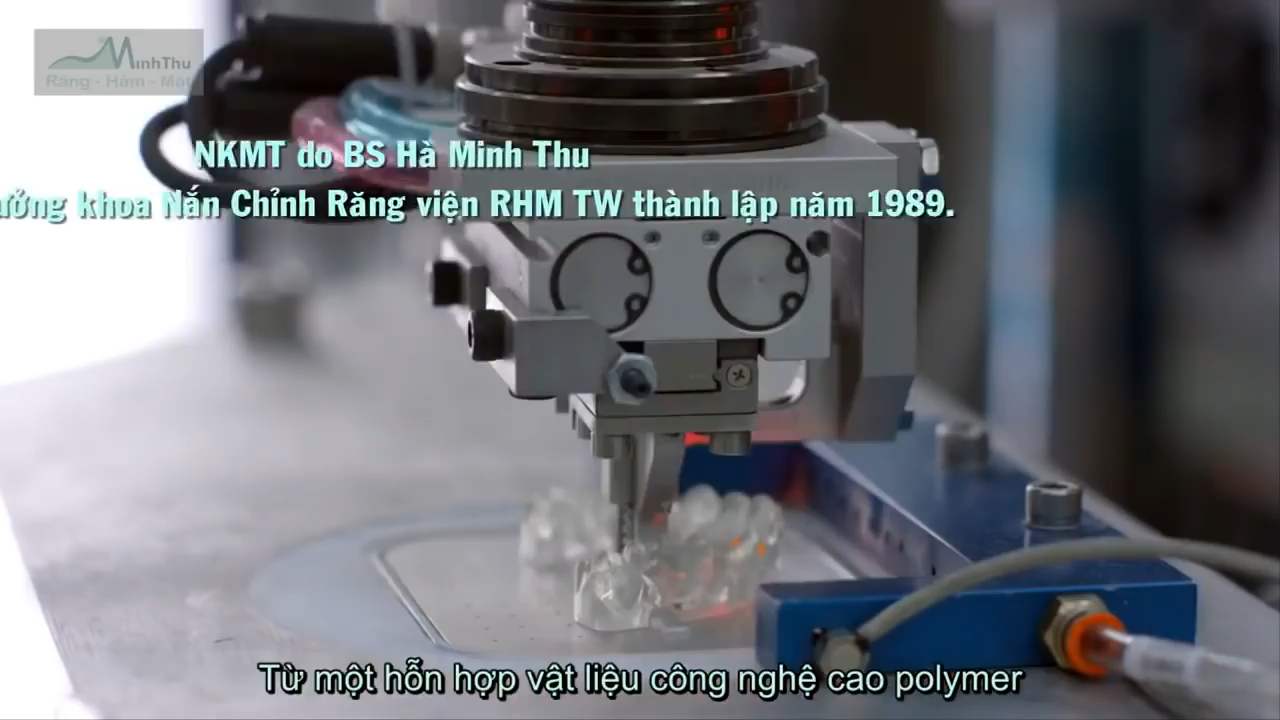 MinhThu
Răng - Hàm - Mặt
NKMT do BS Hà Minh Thu
khoa Nắn Chỉnh Răng viện RHM TW thành lập năm 1989.
Từ một hỗn hợp vật liệu công nghệ cao polymer